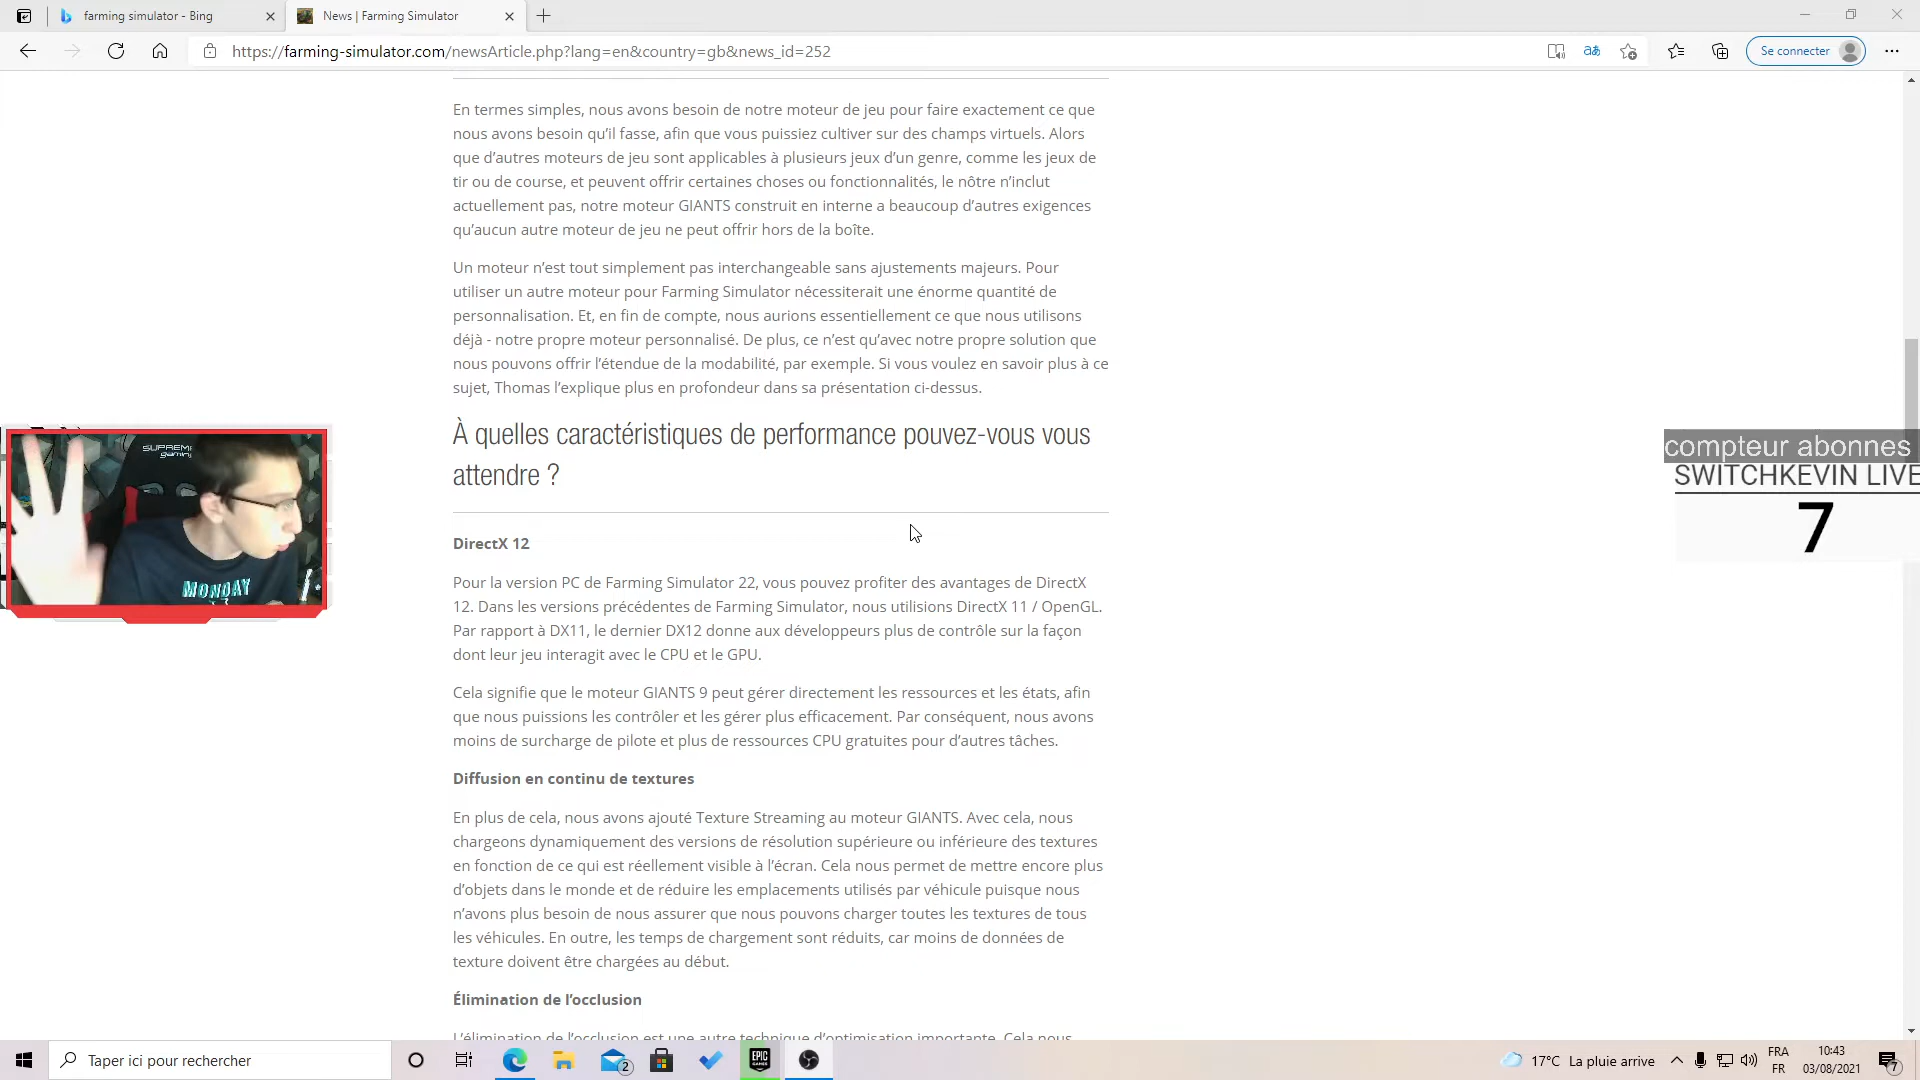 farming simulator - Bing
News | Farming Simulator
https://farming-simulator.com/newsArticle.php?lang=en&country=gb&news_id=252
Se connecter
En termes simples, nous avons besoin de notre moteur de jeu pour faire exactement ce que
nous avons besoin qu’il fasse, afin que vous puissiez cultiver sur des champs virtuels. Alors
que d’autres moteurs de jeu sont applicables à plusieurs jeux d’un genre, comme les jeux de
tir ou de course, et peuvent offrir certaines choses ou fonctionnalités, le nôtre n’inclut
actuellement pas, notre moteur GIANTS construit en interne a beaucoup d’autres exigences
qu’aucun autre moteur de jeu ne peut offrir hors de la boîte.
Un moteur n’est tout simplement pas interchangeable sans ajustements majeurs. Pour
utiliser un autre moteur pour Farming Simulator nécessiterait une énorme quantité de
personnalisation. Et, en fin de compte, nous aurions essentiellement ce que nous utilisons
déjà - notre propre moteur personnalisé. De plus, ce n’est qu’avec notre propre solution que
nous pouvons offrir l’étendue de la modabilité, par exemple. Si vous voulez en savoir plus à ce
sujet, Thomas l’explique plus en profondeur dans sa présentation ci-dessus.
À quelles caractéristiques de performance pouvez-vous vous
attendre ?
SUPREM
gaming
MONDAY
compteur abonnes
SWITCHKEVIN LIVE
7
DirectX 12
Pour la version PC de Farming Simulator 22, vous pouvez profiter des avantages de DirectX
12. Dans les versions précédentes de Farming Simulator, nous utilisions DirectX 11 / OpenGL.
Par rapport à DX11, le dernier DX12 donne aux développeurs plus de contrôle sur la façon
dont leur jeu interagit avec le CPU et le GPU.
Cela signifie que le moteur GIANTS 9 peut gérer directement les ressources et les états, afin
que nous puissions les contrôler et les gérer plus efficacement. Par conséquent, nous avons
moins de surcharge de pilote et plus de ressources CPU gratuites pour d’autres tâches.
Diffusion en continu de textures
En plus de cela, nous avons ajouté Texture Streaming au moteur GIANTS. Avec cela, nous
chargeons dynamiquement des versions de résolution supérieure ou inférieure des textures
en fonction de ce qui est réellement visible à l’écran. Cela nous permet de mettre encore plus
d’objets dans le monde et de réduire les emplacements utilisés par véhicule puisque nous
n’avons plus besoin de nous assurer que nous pouvons charger toutes les textures de tous
les véhicules. En outre, les temps de chargement sont réduits, car moins de données de
texture doivent être chargées au début.
Élimination de l’occlusion
L’élimination de l’occlusion est une autre technique d’optimisation importante. Cela nous
Taper ici pour rechercher
2
EPIC
GAMES
17°C La pluie arrive
FRA
FR
10:43
03/08/2021
7